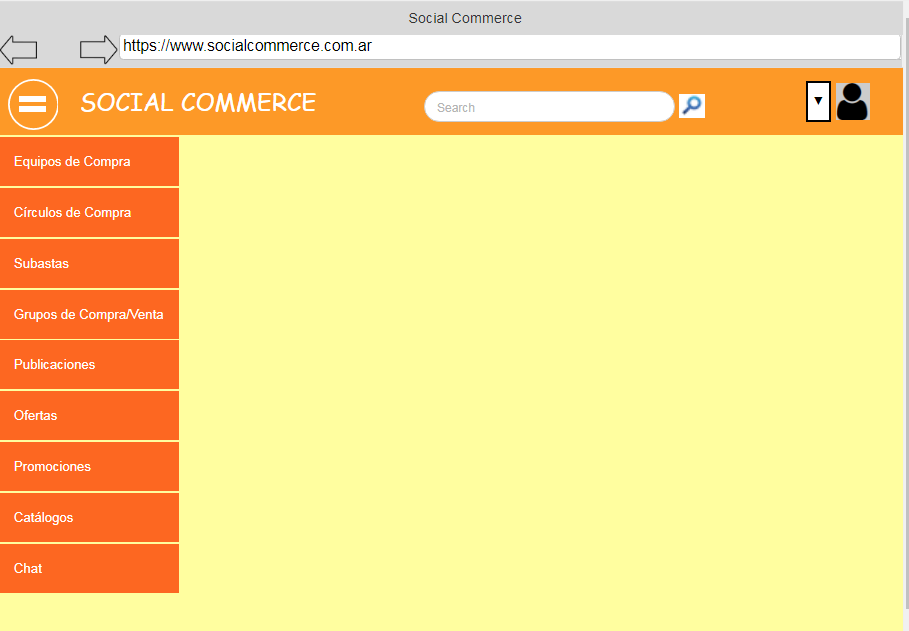 Social Commerce
https://www.socialcommerce.com.ar
SOCIAL COMMERCE
Search
Equipos de Compra
Círculos de Compra
Subastas
Grupos de Compra/Venta
Publicaciones
Ofertas
Promociones
Catálogos
Chat